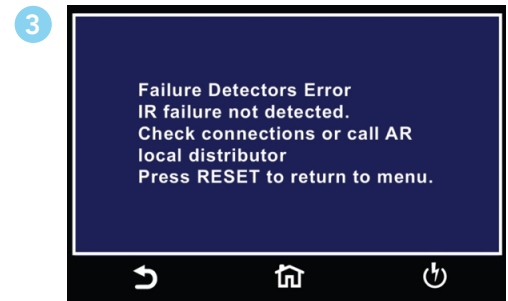 3
Failure Detectors Error
IR failure not detected.
Check connections or call AR
local distributor
Press RESET to return to menu.